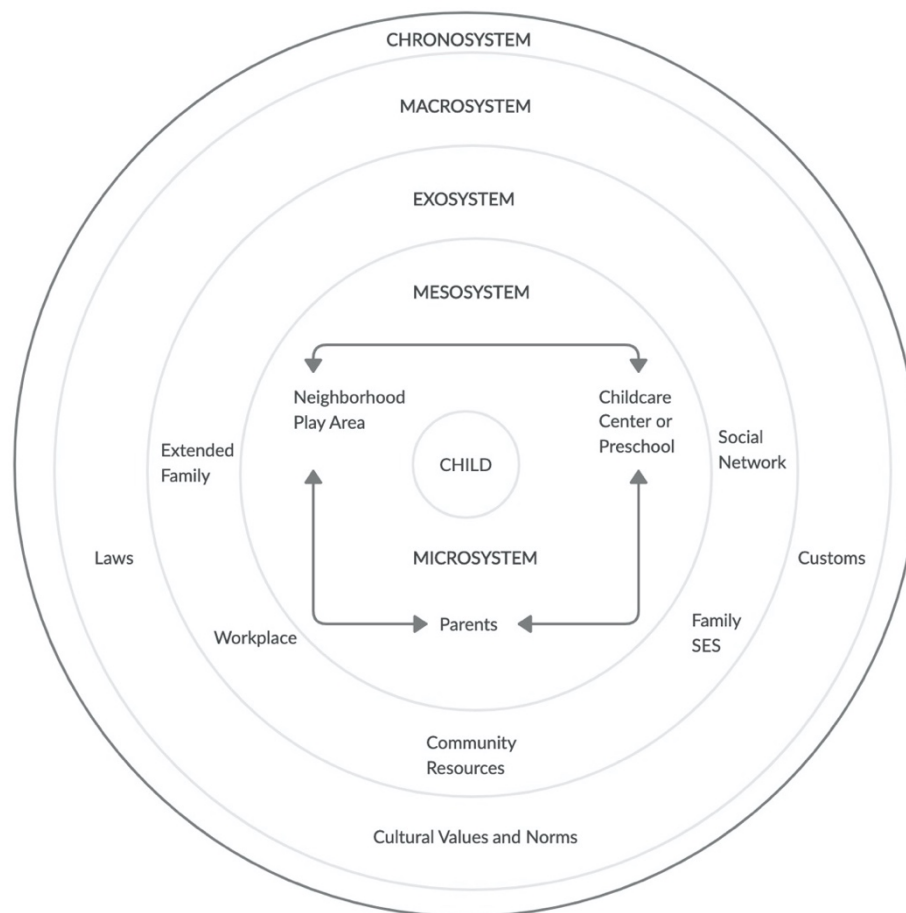 CHRONOSYSTEM
MACROSYSTEM
EXOSYSTEM
MESOSYSTEM
Neighborhood
Play Area
Childcare
Center or
Preschool
Extended
Family
CHILD
Social
Network
Laws
MICROSYSTEM
Customs
Workplace
Parents
Family
SES
Community
Resources
Cultural Values and Norms